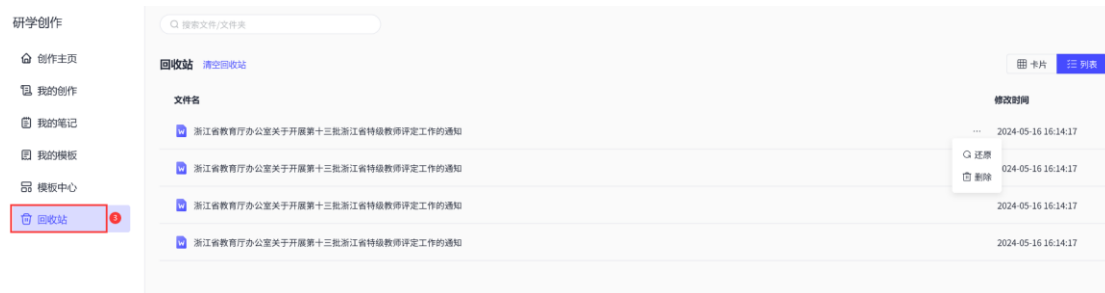 研学创作
搜索文件/文件夹
创作主页
回收站 清空回收站
卡片 列表
我的创作
文件名 修改时间
我的笔记
浙江省教育厅办公室关于开展第十三批浙江省特级教师评定工作的通知 ... 2024-05-16 16:14:17
我的模板
还原
浙江省教育厅办公室关于开展第十三批浙江省特级教师评定工作的通知 024-05-16 16:14:17
删除
模板中心
浙江省教育厅办公室关于开展第十三批浙江省特级教师评定工作的通知 2024-05-16 16:14:17
回收站 3
浙江省教育厅办公室关于开展第十三批浙江省特级教师评定工作的通知 2024-05-16 16:14:17